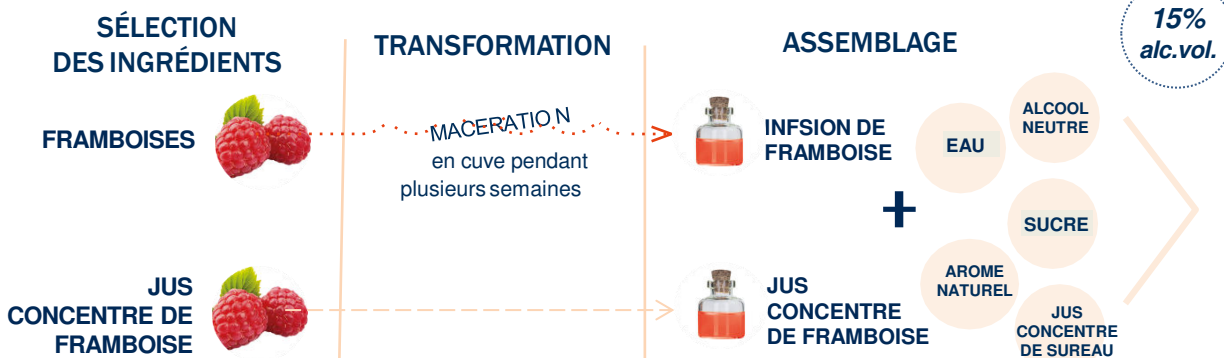 SÉLECTION
DES INGRÉDIENTS
TRANSFORMATION
ASSEMBLAGE
15%
alc.vol.
FRAMBOISES
MACERATIO N
en cuve pendant
plusieurs semaines
INFSION DE
FRAMBOISE
EAU
ALCOOL
NEUTRE
+
SUCRE
JUS
CONCENTRE DE
FRAMBOISE
JUS
CONCENTRE
DE FRAMBOISE
AROME
NATUREL
JUS
CONCENTRE
DE SUREAU